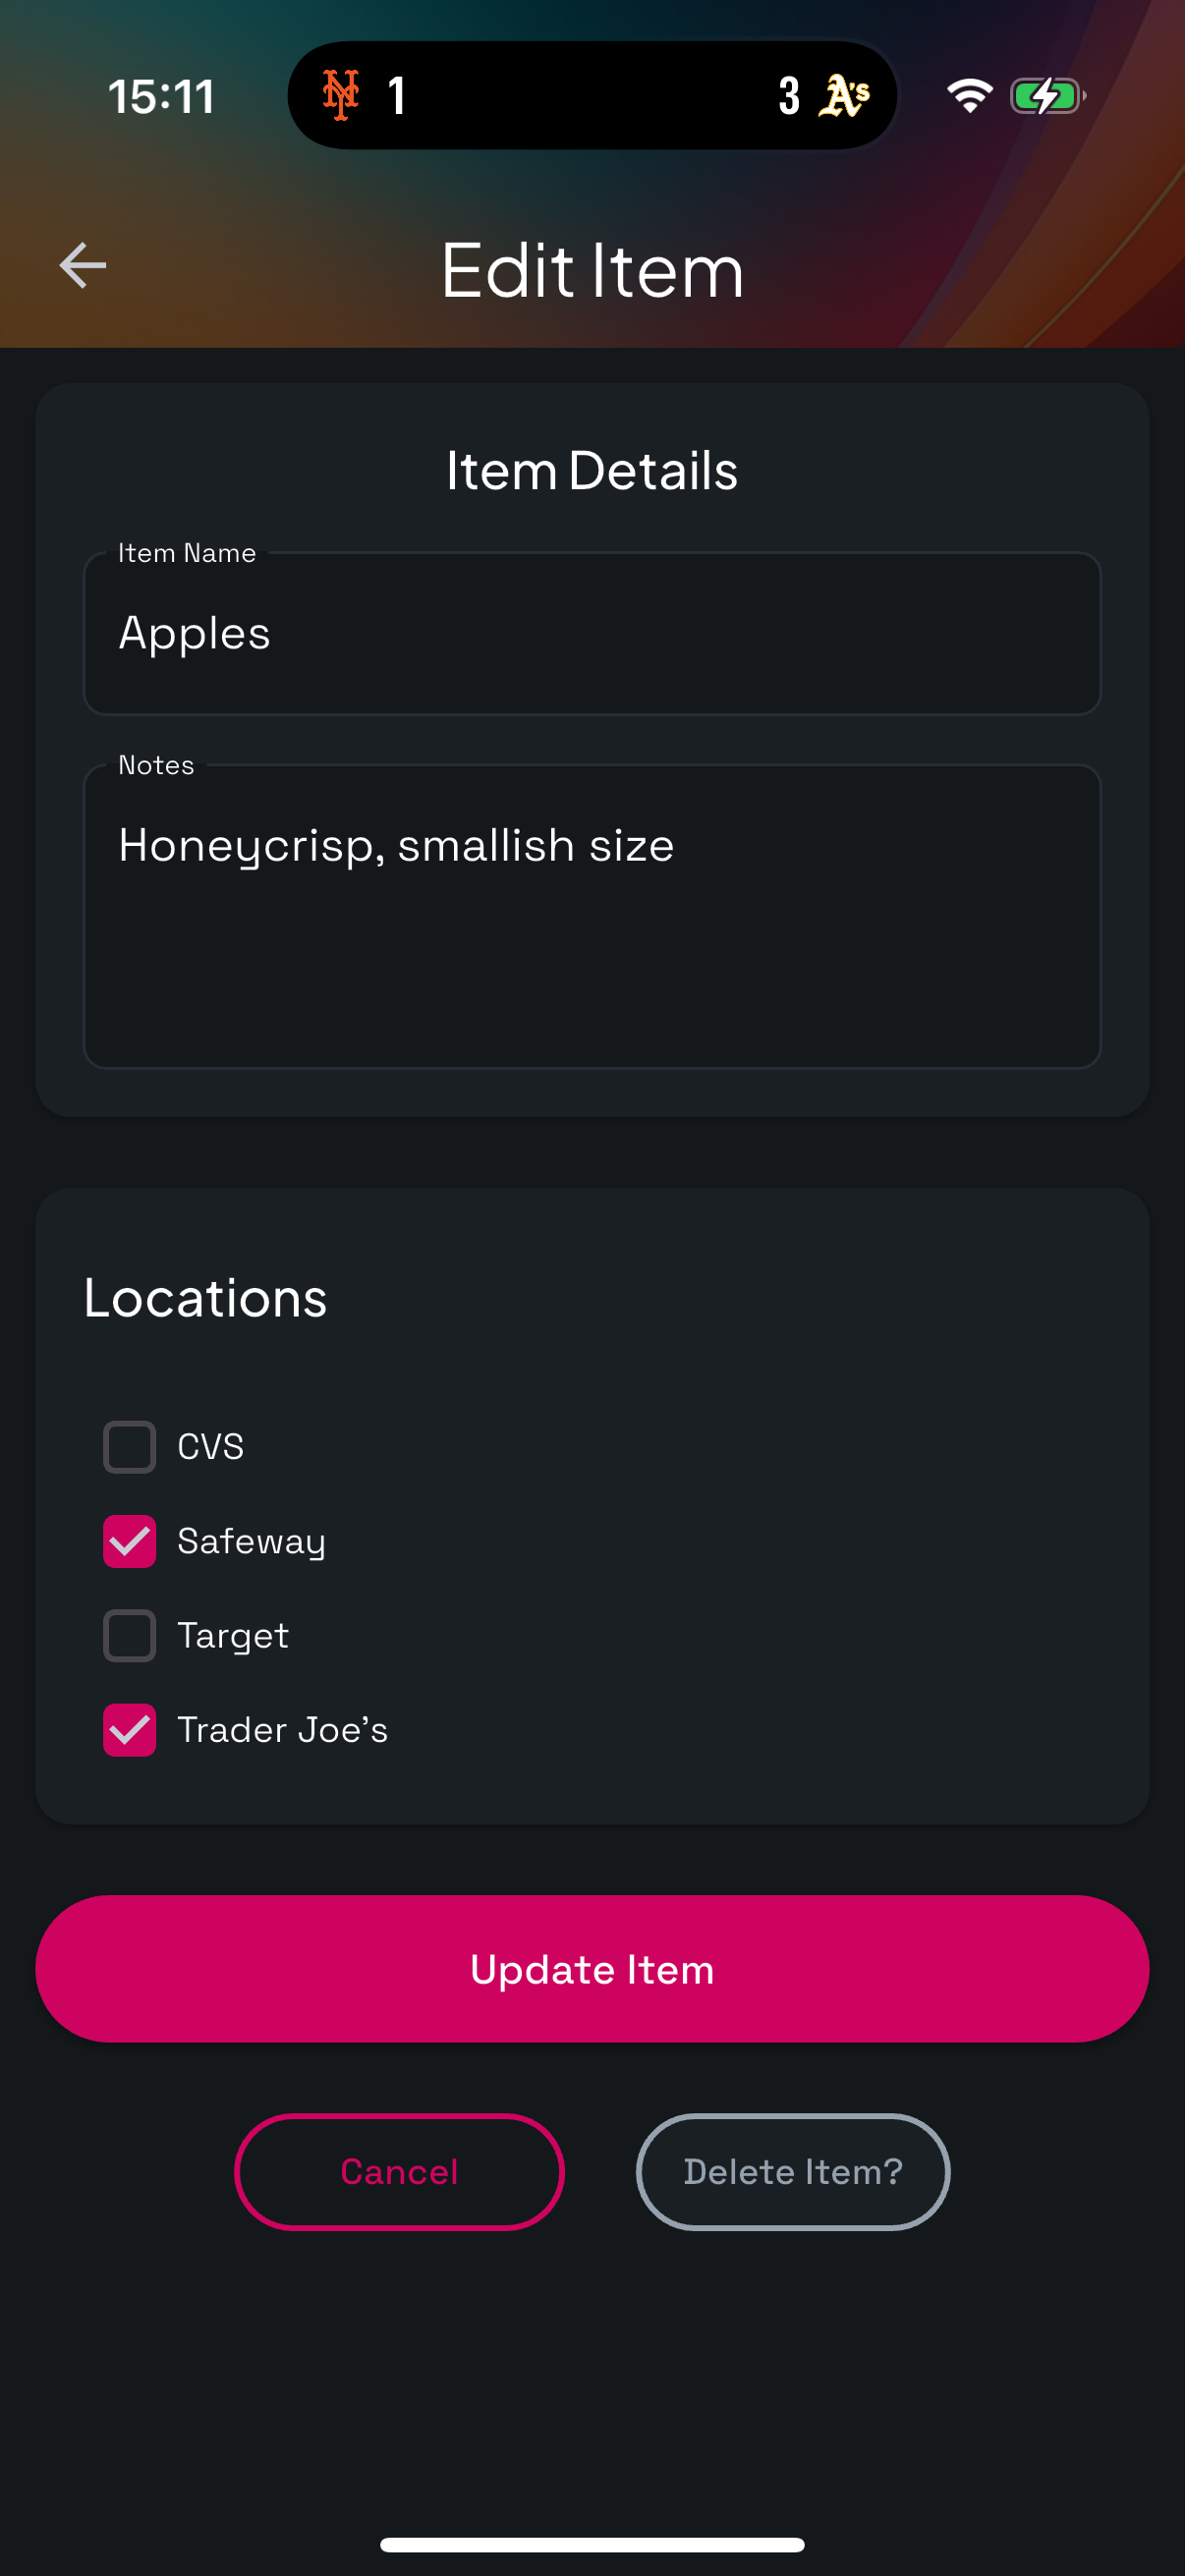 15:11
NY 1
3 A's
Edit Item
Item Details
Item Name
Apples
Notes
Honeycrisp, smallish size
Locations
CVS
Safeway
Target
Trader Joe’s
Update Item
Cancel
Delete Item?